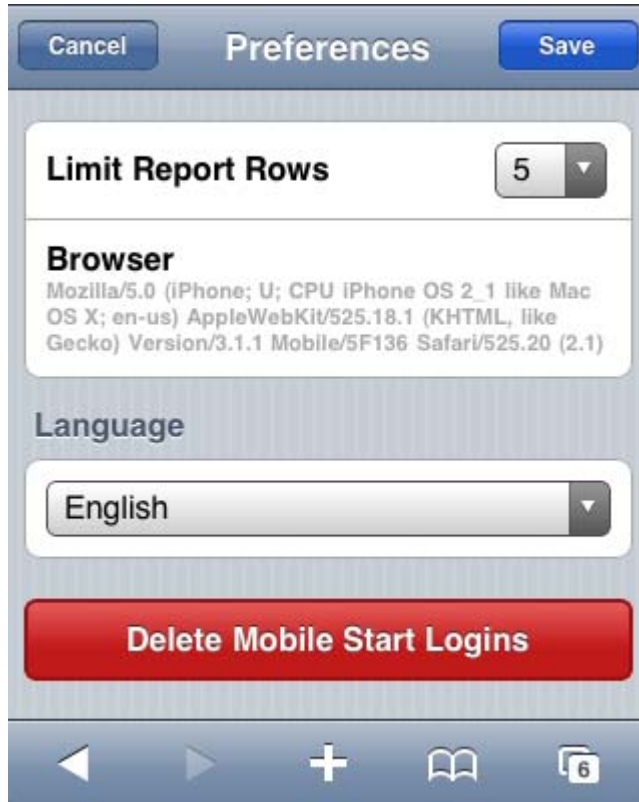 Cancel
Preferences
Save
Limit Report Rows
5
Browser
Mozilla/5.0 (iPhone; U; CPU iPhone OS 2_1 like Mac
OS X; en-us) AppleWebKit/525.18.1 (KHTML, like
Gecko) Version/3.1.1 Mobile/5F136 Safari/525.20 (2.1)
Language
English
Delete Mobile Start Logins
6